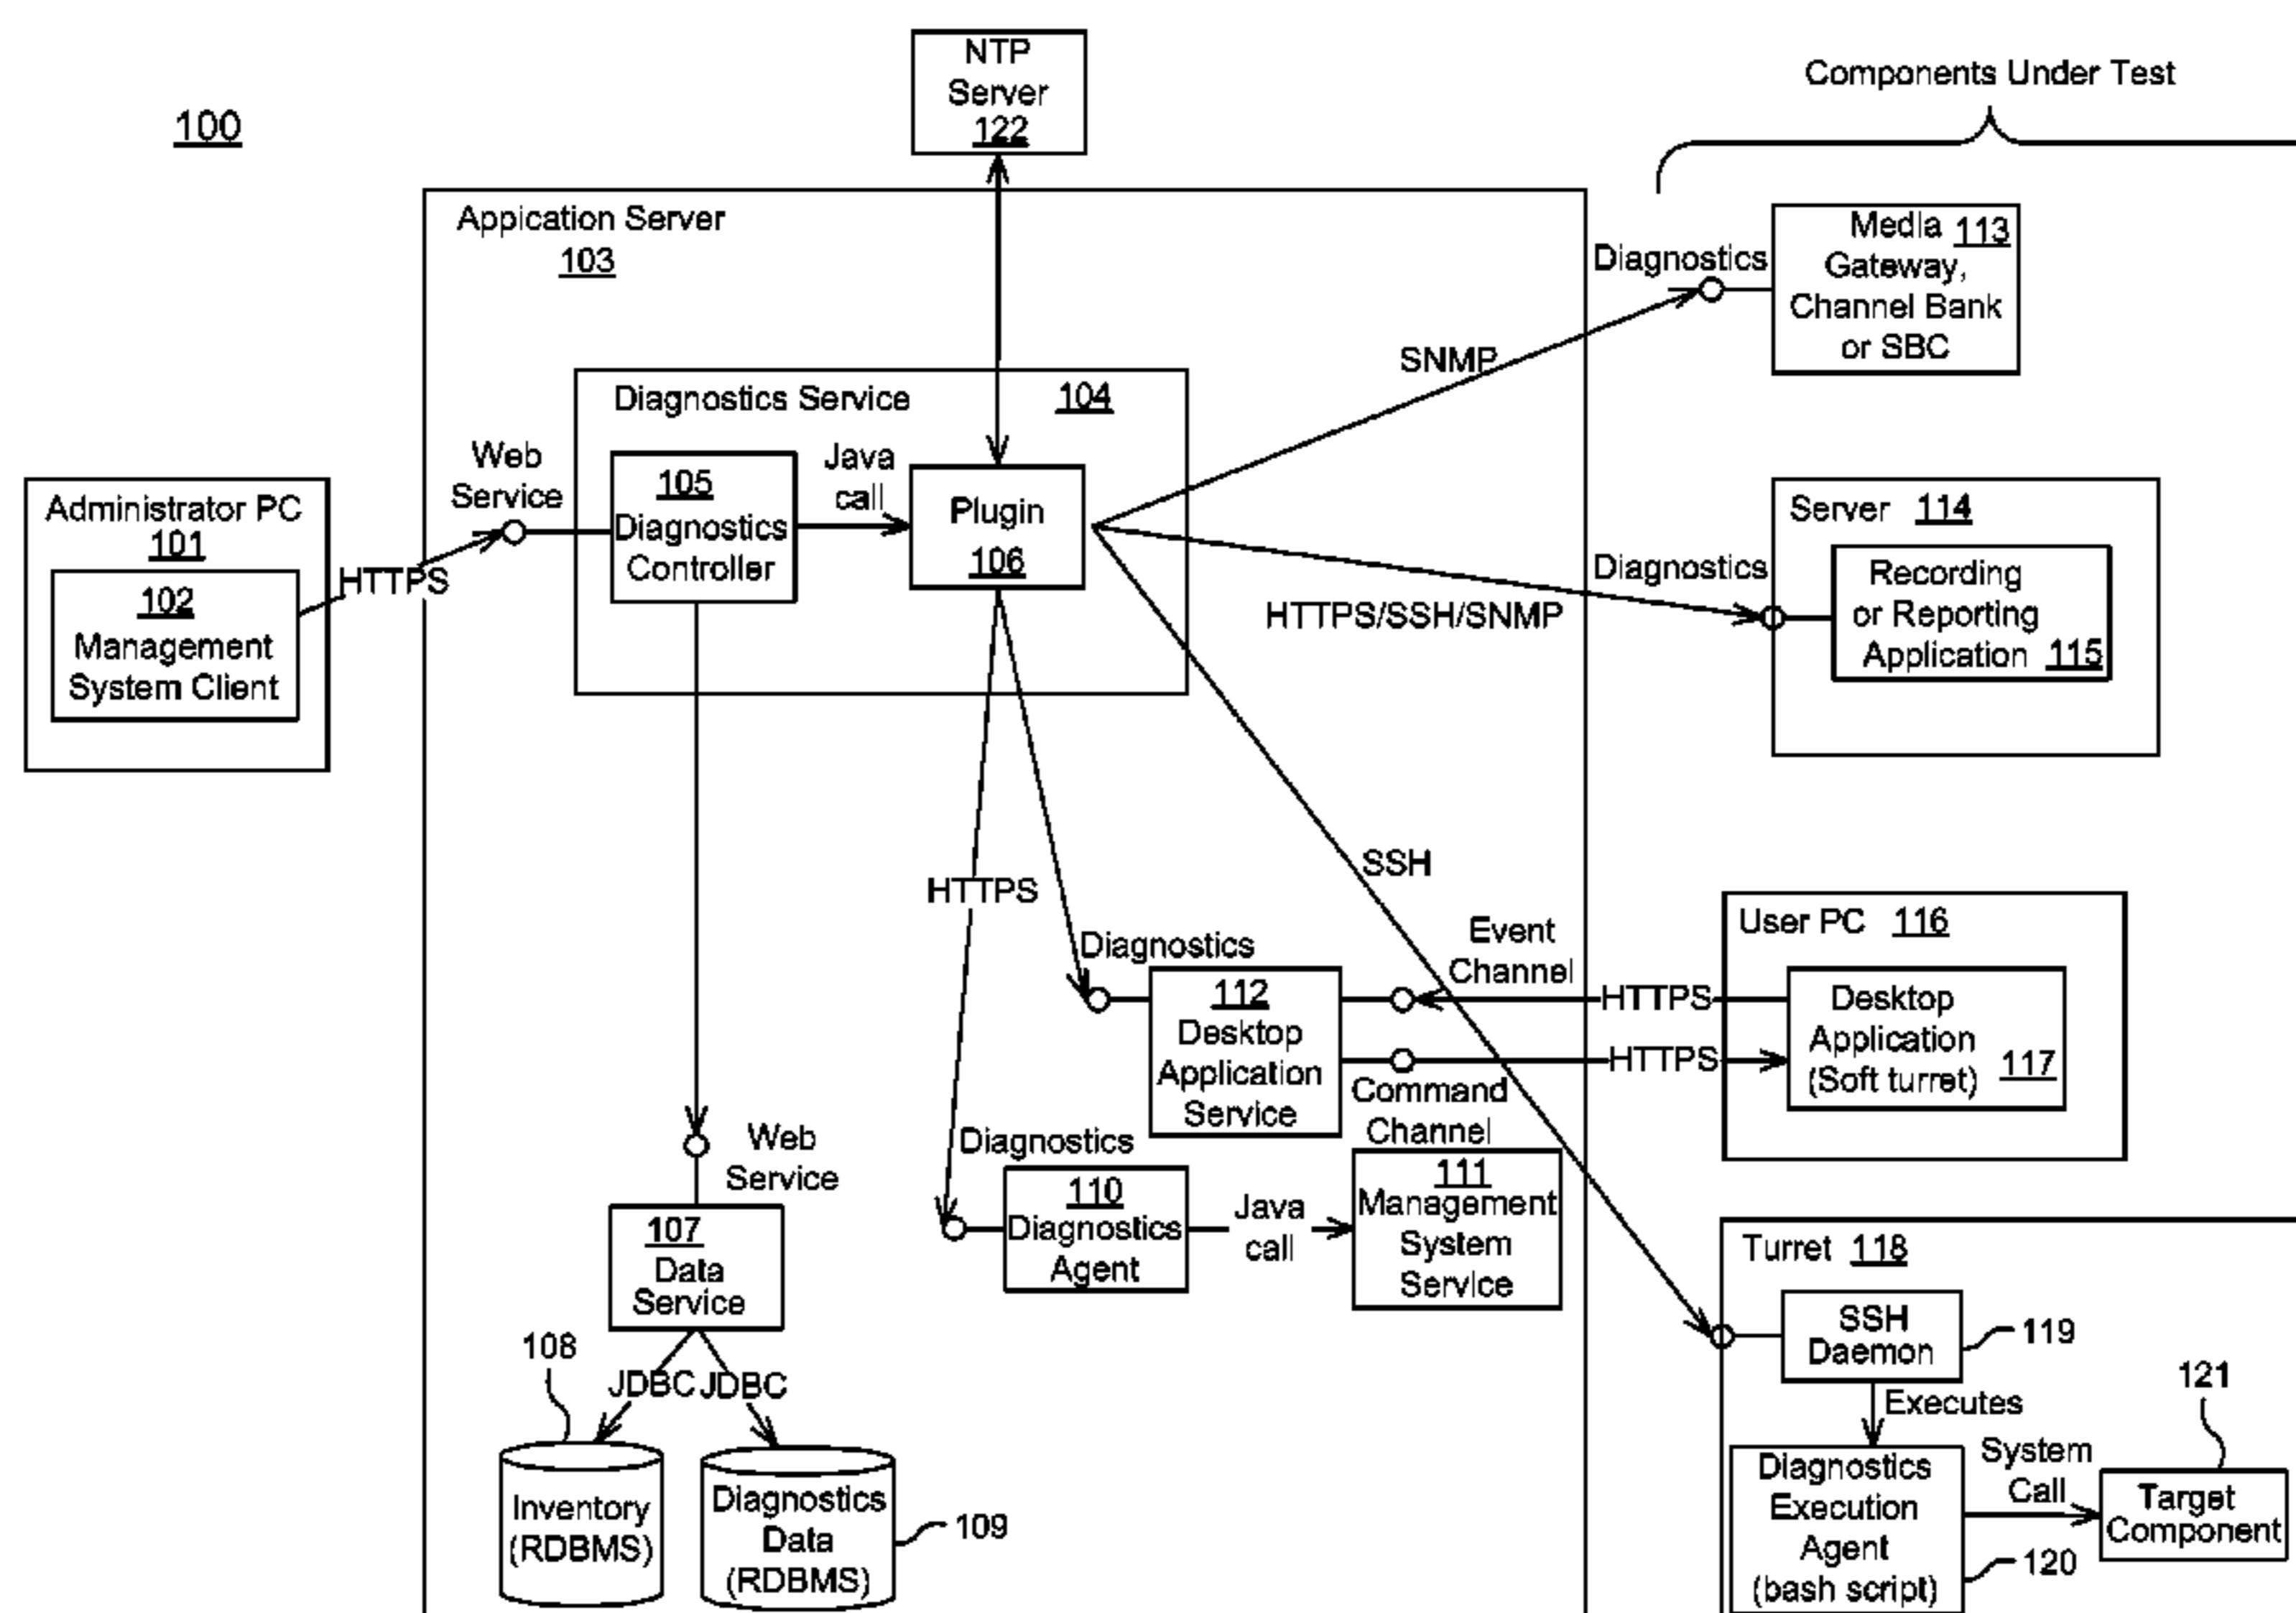 100
NTP
Server
122
Components Under Test
Appication Server
103
Media 113
Gateway,
Channel Bank
or SBC
Diagnostics
SNMP
Diagnostics Service 104
Web
Service
105
Diagnostics
Controller
Java
call
Plugin
106
Administrator PC
101
102
Management
System Client
HTTPS
Server 114
Diagnostics
Recording
or Reporting
Application 115
HTTPS/SSH/SNMP
SSH
HTTPS
User PC 116
Desktop
Application
(Soft turret) 117
Event
Channel
HTTPS
HTTPS
Diagnostics
112
Desktop
Application
Service
Command
Channel
Diagnostics
110
Diagnostics
Agent
Java
call
111
Management
System
Service
Web
Service
107
Data
Service
JDBC JDBC
108
Inventory
(RDBMS)
Diagnostics
Data
(RDBMS)
109
Turret 118
SSH
Daemon
119
Executes
Diagnostics
Execution
Agent
(bash script)
120
System
Call
121
Target
Component